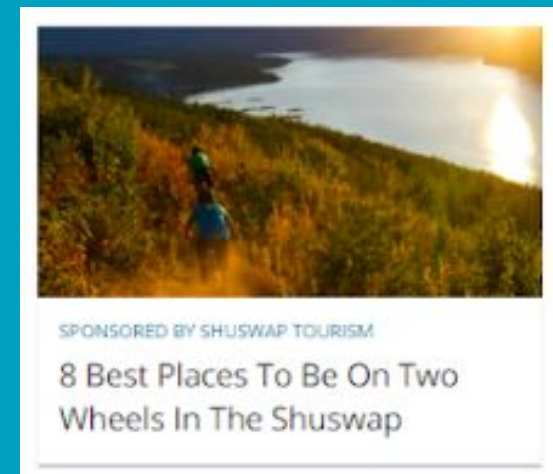 SPONSORED BY SHUSWAP TOURISM
8 Best Places To Be On Two
Wheels In The Shuswap